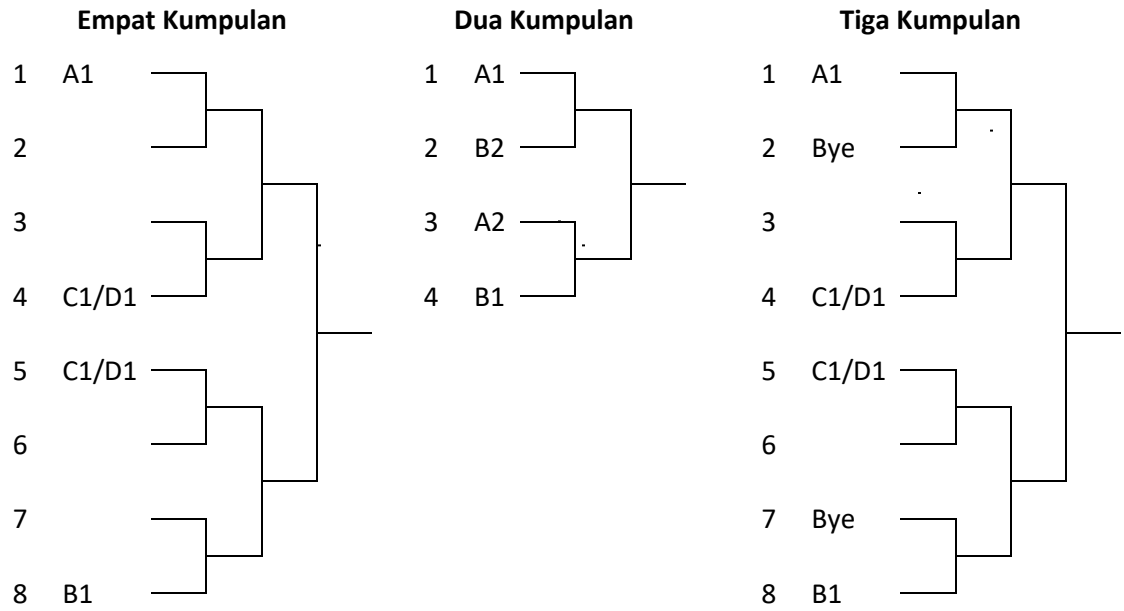 Empat Kumpulan
1 A1
2
3
4 C1/D1
5 C1/D1
6
7
8 B1
Dua Kumpulan
1 A1
2 B2
3 A2
4 B1
Tiga Kumpulan
1 A1
2 Bye
3
4 C1/D1
5 C1/D1
6
7 Bye
8 B1